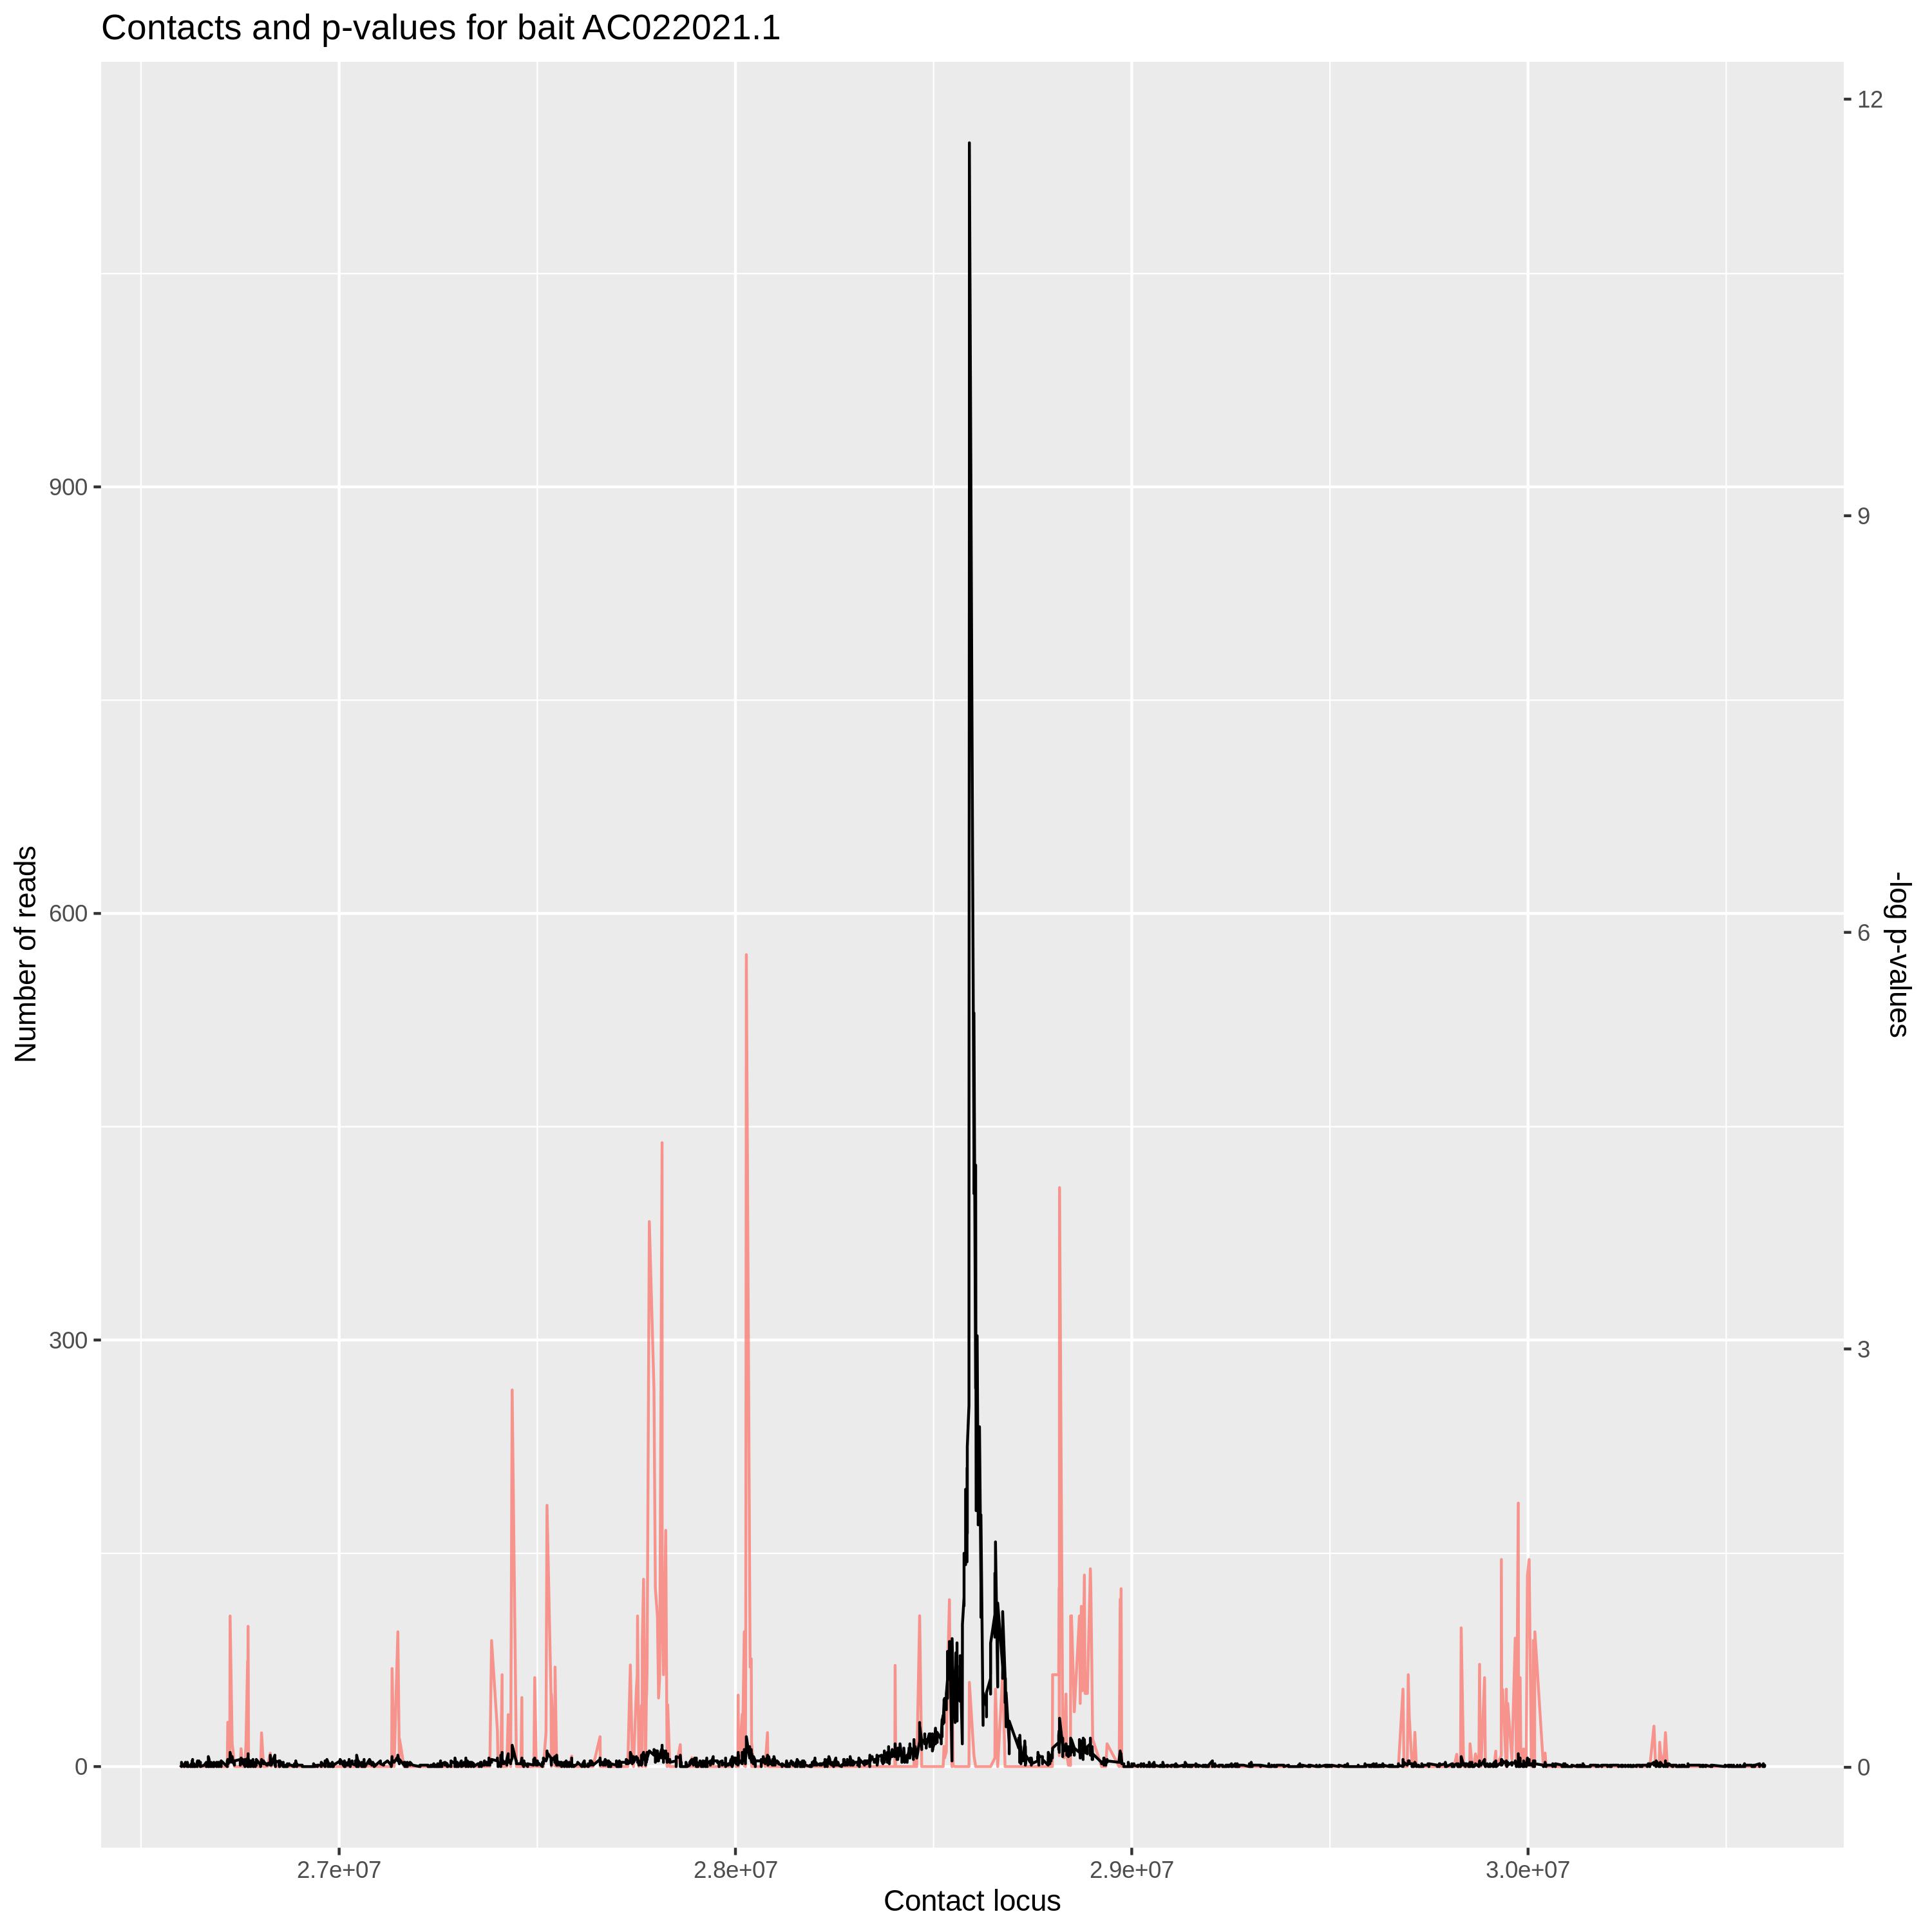 Contacts and p-values for bait AC022021.1
12
900
9
Number of reads
600
6
-log p-values
300
3
0
0
2.7e+07
2.8e+07
2.9e+07
3.0e+07
Contact locus